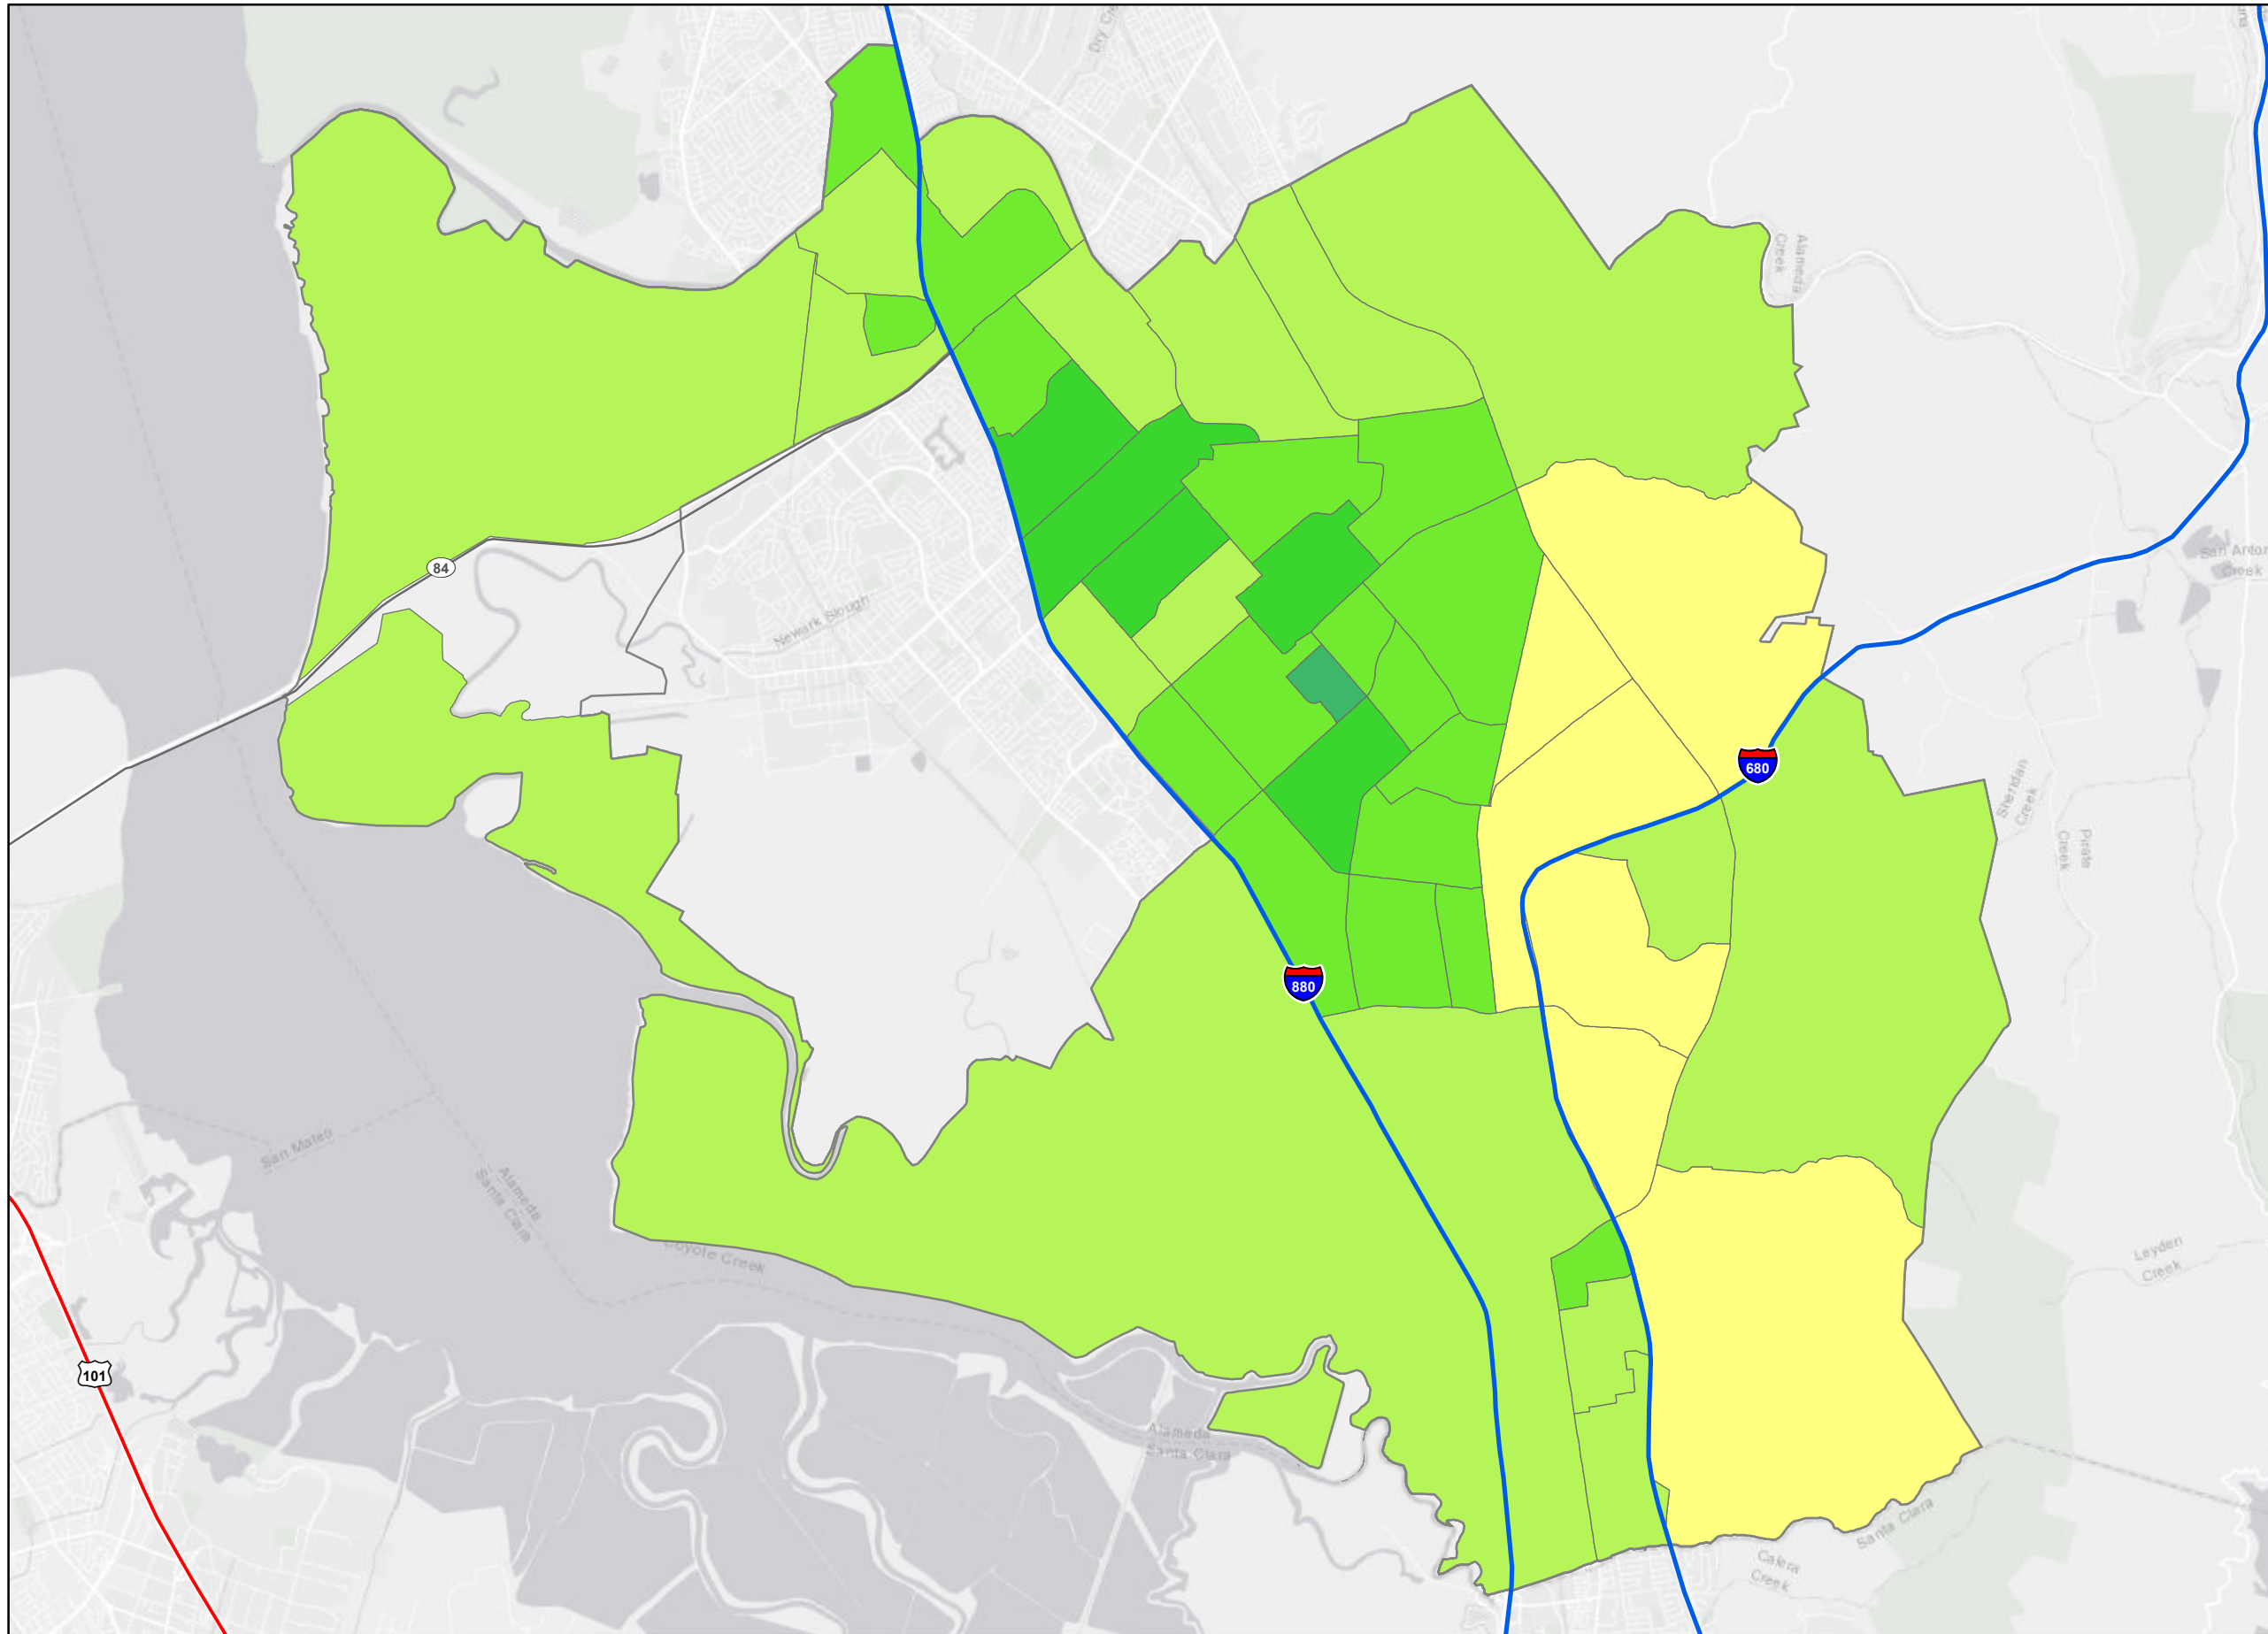 Dry Cre
Alameda
Creek
84
San Anton
Creek
Newark Slough
680
Sheridan
Creek
Pirate
Creek
880
San Mateo
Alameda
Santa Clara
Coyote Creek
Leyden
Creek
101
Alameda
Santa Clara
Santa Clara
Calera
Creek